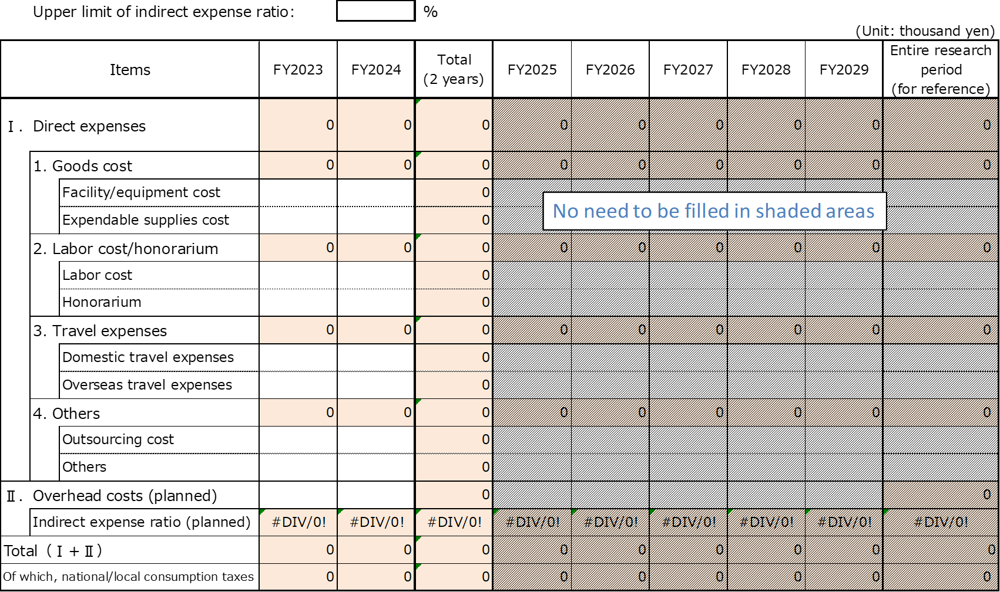 Upper limit of indirect expense ratio: %
(Unit: thousand yen)
Items FY2023 FY2024 Total (2 years) FY2025 FY2026 FY2027 FY2028 FY2029 Entire research period (for reference)
Ⅰ. Direct expenses 0 0 0 0 0 0 0 0 0
1. Goods cost 0 0 0 0 0 0 0 0 0
Facility/equipment cost 0
No need to be filled in shaded areas
Expendable supplies cost 0
2. Labor cost/honorarium 0 0 0 0 0 0 0 0 0
Labor cost 0
Honorarium 0
3. Travel expenses 0 0 0 0 0 0 0 0 0
Domestic travel expenses 0
Overseas travel expenses 0
4. Others 0 0 0 0 0 0 0 0 0
Outsourcing cost 0
Others 0
Ⅱ. Overhead costs (planned) 0 0
Indirect expense ratio (planned) #DIV/0! #DIV/0! #DIV/0! #DIV/0! #DIV/0! #DIV/0! #DIV/0! #DIV/0! #DIV/0!
Total（Ⅰ+Ⅱ） 0 0 0 0 0 0 0 0 0
Of which, national/local consumption taxes 0 0 0 0 0 0 0 0 0